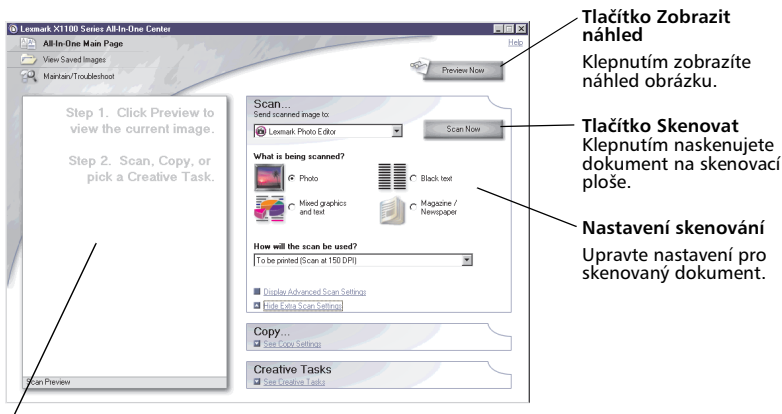 Lexmark X1100 Series All-In-One Center
All-In-One Main Page
Help
View Saved Images
Maintain/Troubleshoot
Preview Now
Step 1. Click Preview to
view the current image.
Step 2. Scan, Copy, or
pick a Creative Task.
Scan Preview
Scan...
Send scanned image to:
Lexmark Photo Editor
Scan Now
What is being scanned?
Photo
Black text
Mixed graphics
and text
Magazine /
Newspaper
How will the scan be used?
To be printed (Scan at 150 DPI)
Display Advanced Scan Settings
Hide Extra Scan Settings
Copy...
See Copy Settings
Creative Tasks
See Creative Tasks
Tlačítko Zobrazit
náhled
Klepnutím zobrazíte
náhled obrázku.
Tlačítko Skenovat
Klepnutím naskenujete
dokument na skenovací
ploše.
Nastavení skenování
Upravte nastavení pro
skenovaný dokument.